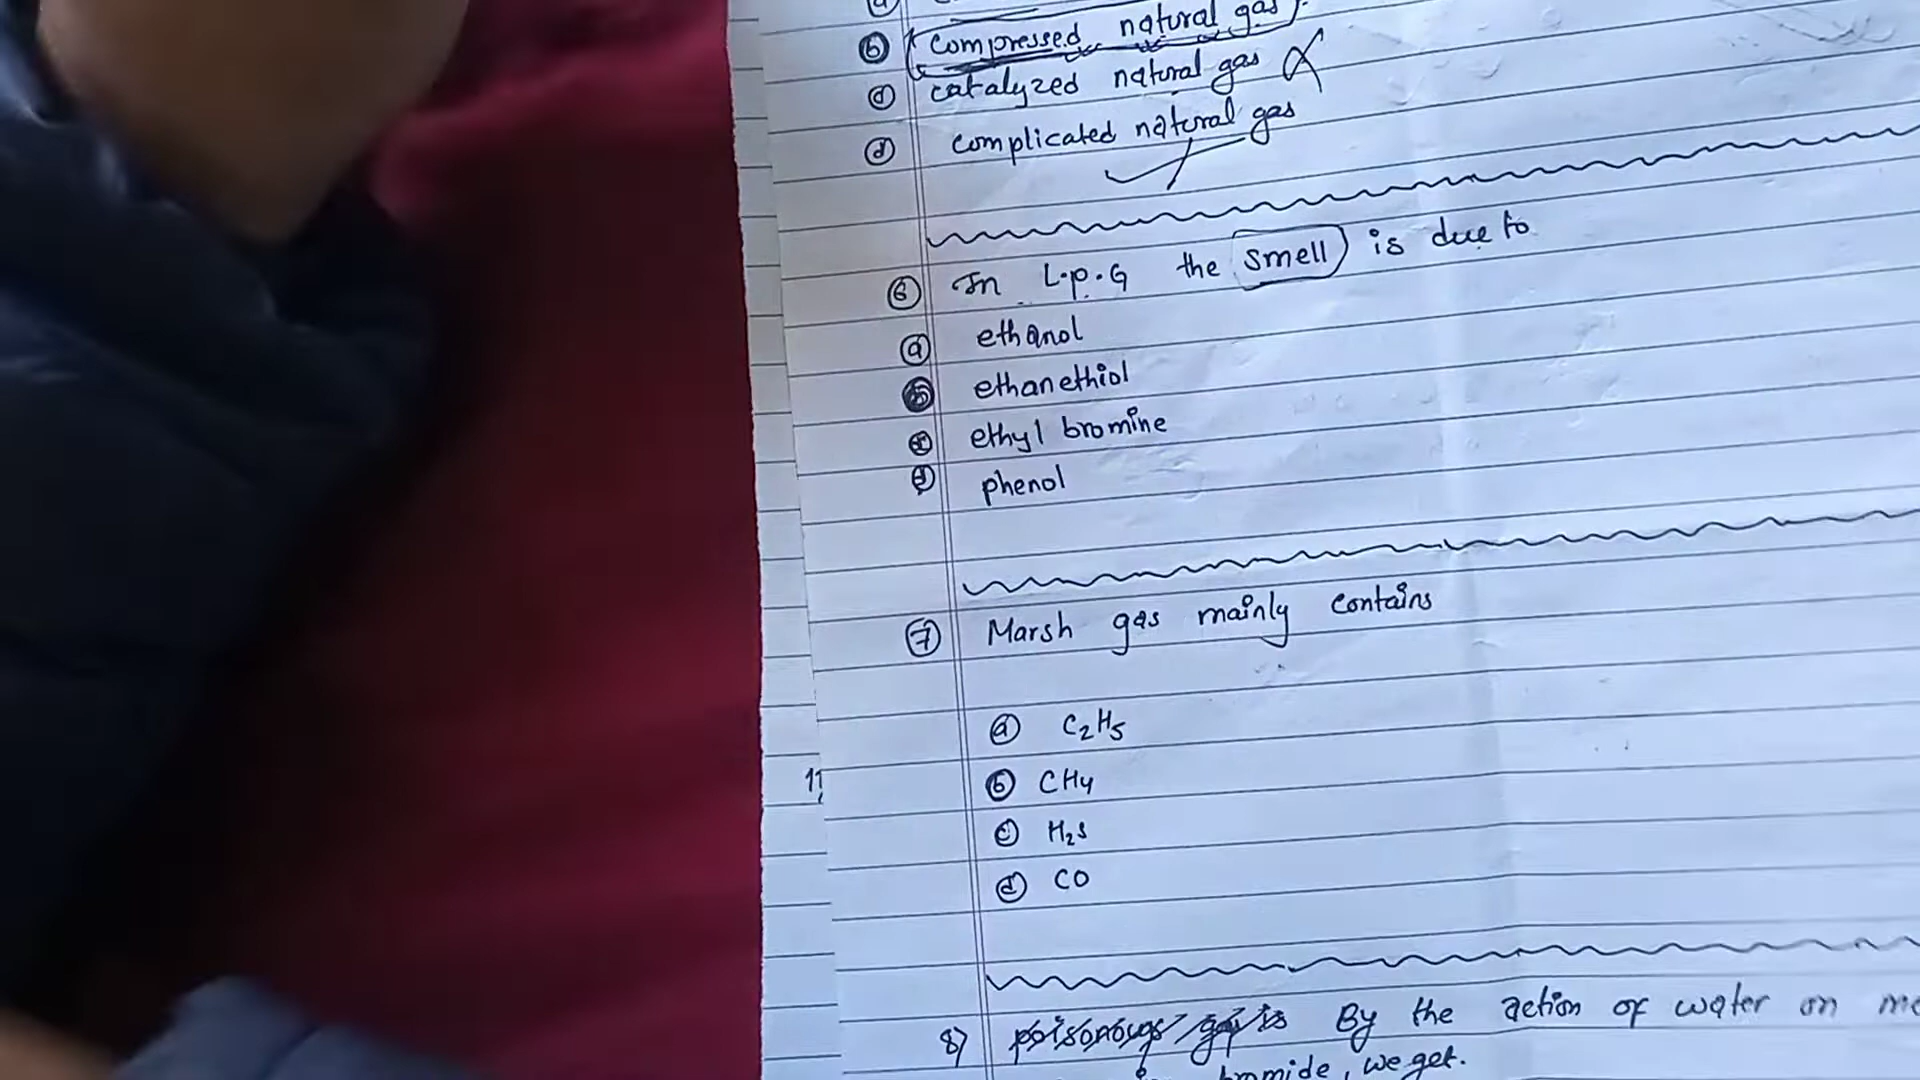 (b) compressed natural gas).
(c) catalyzed natural gas
(d) complicated natural gas
(6) In L.P.G the smell is due to
(a) ethanol
(b) ethanethiol
(c) ethyl bromine
(d) phenol
(7) Marsh gas mainly contains
(a) C₂H₅
(b) CH₄
11
(c) H₂S
(d) CO
8) poisonous gas is By the action of water on
bromide, we get.